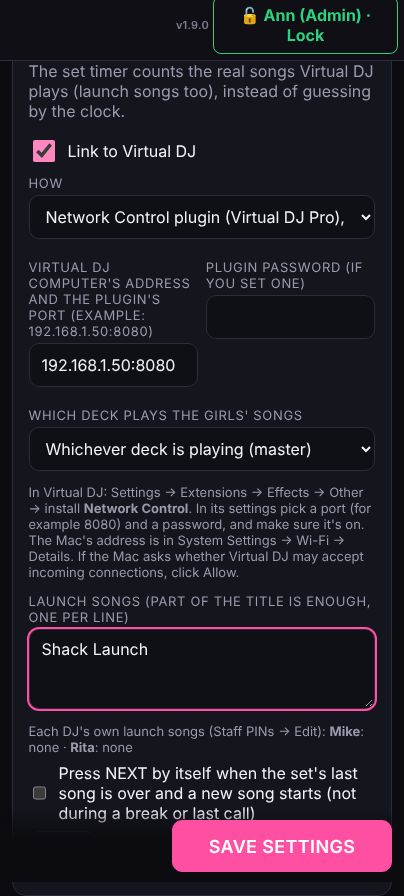 v1.9.0
🔓 Ann (Admin) ·
Lock
The set timer counts the real songs Virtual DJ
plays (launch songs too), instead of guessing
by the clock.
Link to Virtual DJ
HOW
Network Control plugin (Virtual DJ Pro),
VIRTUAL DJ
COMPUTER'S ADDRESS
AND THE PLUGIN'S
PORT (EXAMPLE:
192.168.1.50:8080)
192.168.1.50:8080
PLUGIN PASSWORD (IF
YOU SET ONE)
WHICH DECK PLAYS THE GIRLS' SONGS
Whichever deck is playing (master)
In Virtual DJ: Settings → Extensions → Effects → Other
→ install Network Control. In its settings pick a port (for
example 8080) and a password, and make sure it's on.
The Mac's address is in System Settings → Wi-Fi →
Details. If the Mac asks whether Virtual DJ may accept
incoming connections, click Allow.
LAUNCH SONGS (PART OF THE TITLE IS ENOUGH,
ONE PER LINE)
Shack Launch
Each DJ's own launch songs (Staff PINs → Edit): Mike:
none · Rita: none
Press NEXT by itself when the set's last
song is over and a new song starts (not
during a break or last call)
SAVE SETTINGS